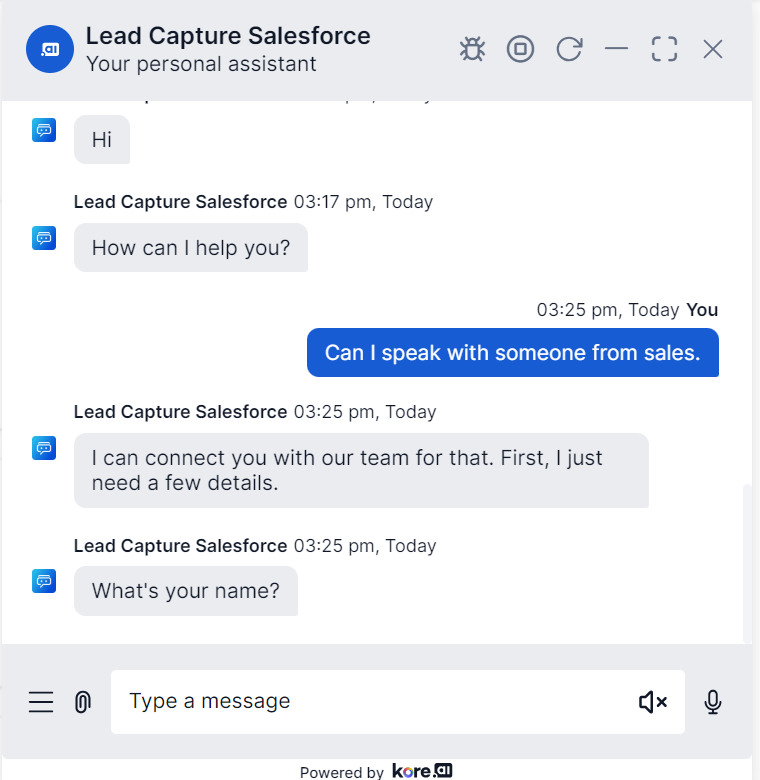 .ai
Lead Capture Salesforce
Your personal assistant
Hi
Lead Capture Salesforce 03:17 pm, Today
How can I help you?
03:25 pm, Today You
Can I speak with someone from sales.
Lead Capture Salesforce 03:25 pm, Today
I can connect you with our team for that. First, I just
need a few details.
Lead Capture Salesforce 03:25 pm, Today
What's your name?
Type a message
Powered by kore.ai